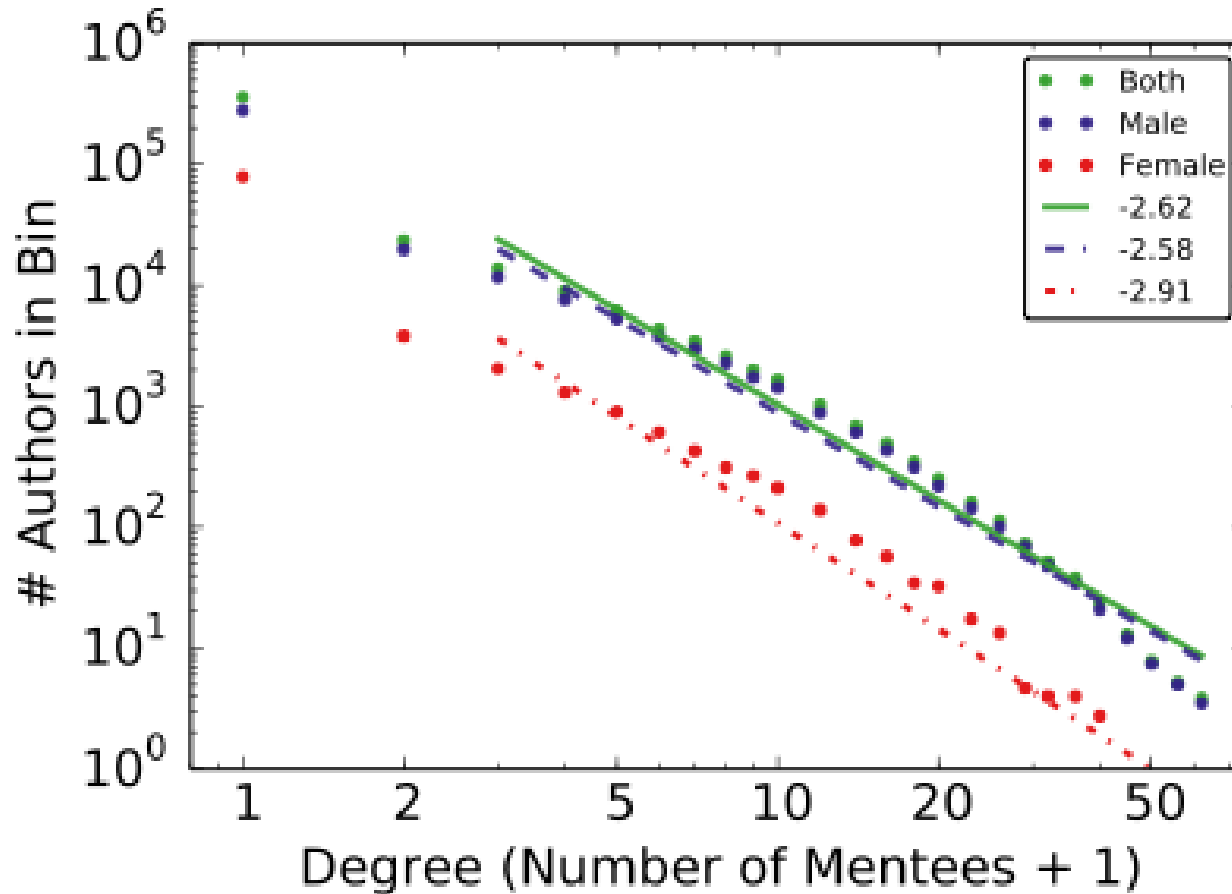 10^6
10^5
10^4
10^3
10^2
10^1
10^0
# Authors in Bin
Both
Male
Female
-2.62
-2.58
-2.91
1 2 5 10 20 50
Degree (Number of Mentees + 1)